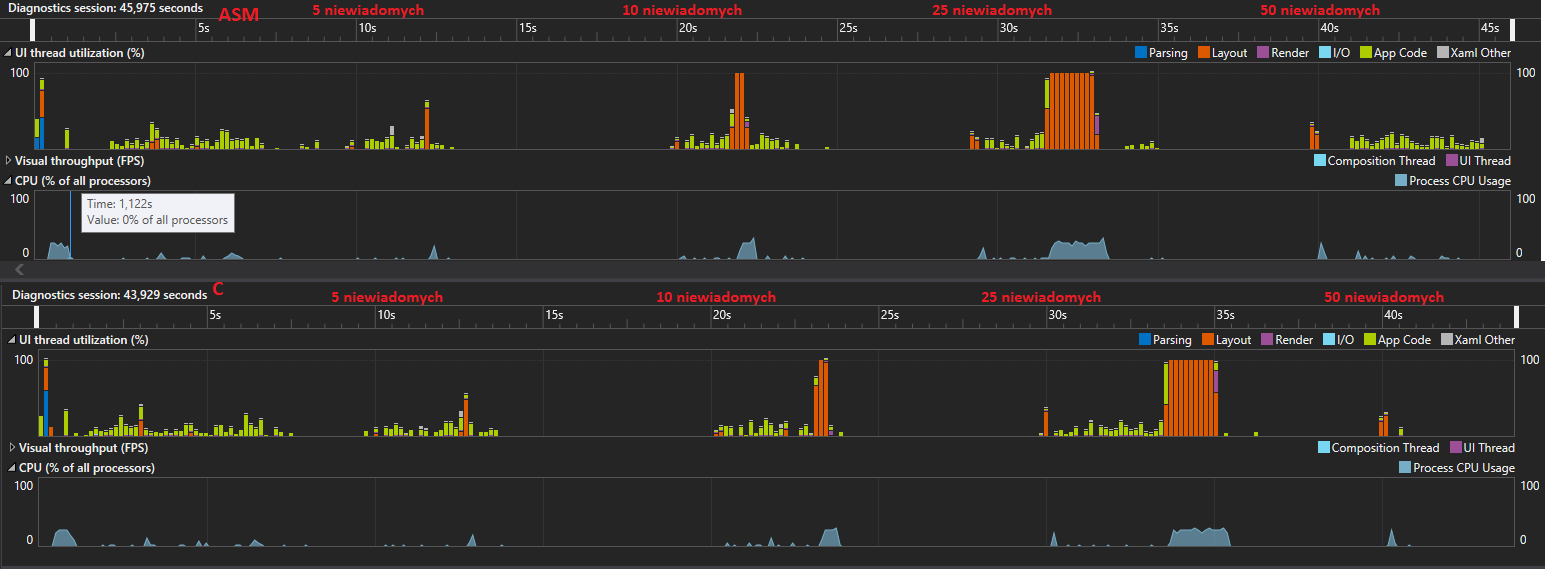 Diagnostics session: 45,975 seconds ASM 5 niewiadomych 10 niewiadomych 25 niewiadomych 50 niewiadomych
5s 10s 15s 20s 25s 30s 35s 40s 45s
UI thread utilization (%) Parsing Layout Render I/O App Code Xaml Other
100 100
Visual throughput (FPS) Composition Thread UI Thread
CPU (% of all processors) Process CPU Usage
100 100
Time: 1,122s
Value: 0% of all processors
0 0
Diagnostics session: 43,929 seconds C 5 niewiadomych 10 niewiadomych 25 niewiadomych 50 niewiadomych
5s 10s 15s 20s 25s 30s 35s 40s
UI thread utilization (%) Parsing Layout Render I/O App Code Xaml Other
100 100
Visual throughput (FPS) Composition Thread UI Thread
CPU (% of all processors) Process CPU Usage
100 100
0 0